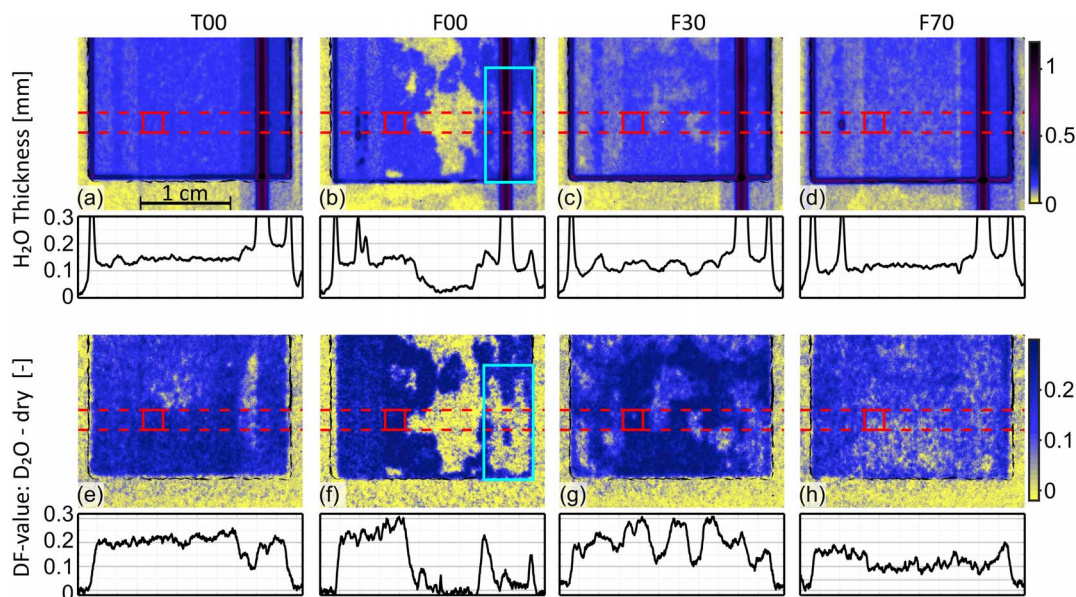 T00 F00 F30 F70
H₂O Thickness [mm]
(a) (b) (c) (d)
1 cm
1
0.5
0
0.3
0.2
0.1
0
DF-value: D₂O - dry [-]
(e) (f) (g) (h)
0.2
0.1
0
0.3
0.2
0.1
0